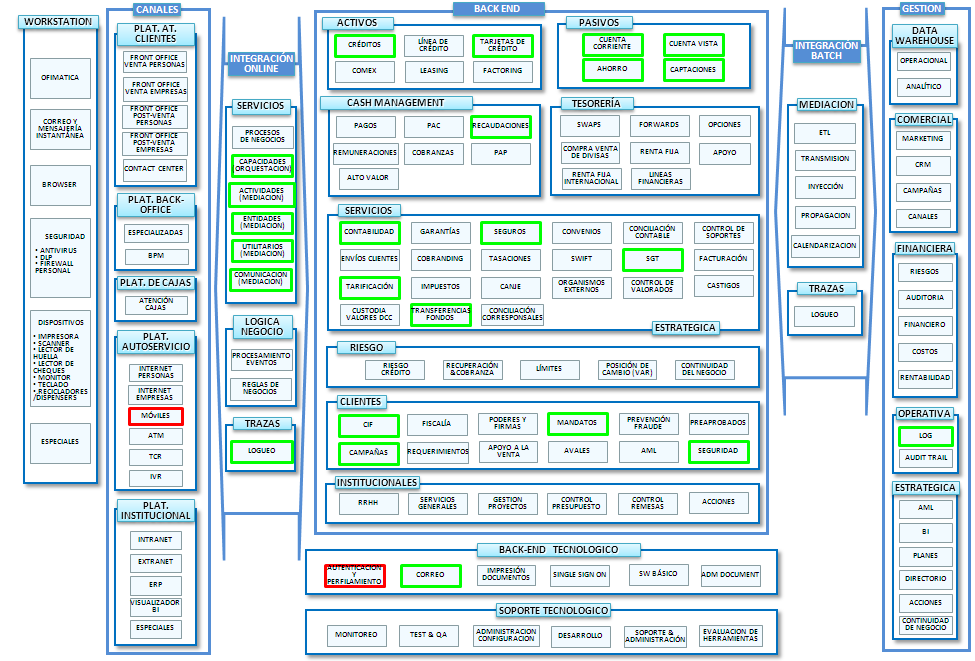 WORKSTATION
OFIMATICA
CORREO Y
MENSAJERÍA
INSTANTÁNEA
BROWSER
SEGURIDAD
• ANTIVIRUS
• DLP
• FIREWALL
PERSONAL
DISPOSITIVOS
• IMPRESORA
• SCANNER
• LECTOR DE
HUELLA
• LECTOR DE
CHEQUES
• MONITOR
• TECLADO
• RECICLADORES
/DISPENSERS
ESPECIALES
CANALES
PLAT. AT.
CLIENTES
FRONT OFFICE
VENTA PERSONAS
FRONT OFFICE
VENTA EMPRESAS
FRONT OFFICE
POST-VENTA
PERSONAS
FRONT OFFICE
POST-VENTA
EMPRESAS
CONTACT CENTER
PLAT. BACK-
OFFICE
ESPECIALIZADAS
BPM
PLAT. DE CAJAS
ATENCIÓN
CAJAS
PLAT.
AUTOSERVICIO
INTERNET
PERSONAS
INTERNET
EMPRESAS
MÓVILES
ATM
TCR
IVR
PLAT.
INSTITUCIONAL
INTRANET
EXTRANET
ERP
VISUALIZADOR
BI
ESPECIALES
INTEGRACIÓN
ONLINE
SERVICIOS
PROCESOS
DE NEGOCIOS
CAPACIDADES
(ORQUESTACION)
ACTIVIDADES
(MEDIACION)
ENTIDADES
(MEDIACION)
UTILITARIOS
(MEDIACION)
COMUNICACION
(MEDIACION)
LOGICA
NEGOCIO
PROCESAMIENTO
EVENTOS
REGLAS DE
NEGOCIOS
TRAZAS
LOGUEO
BACK END
ACTIVOS
CRÉDITOS
LÍNEA DE
CRÉDITO
TARJETAS DE
CRÉDITO
COMEX
LEASING
FACTORING
PASIVOS
CUENTA
CORRIENTE
CUENTA VISTA
AHORRO
CAPTACIONES
CASH MANAGEMENT
PAGOS
PAC
RECAUDACIONES
REMUNERACIONES
COBRANZAS
PAP
ALTO VALOR
TESORERÍA
SWAPS
FORWARDS
OPCIONES
COMPRA VENTA
DE DIVISAS
RENTA FIJA
APOYO
RENTA FIJA
INTERNACIONAL
LINEAS
FINANCIERAS
SERVICIOS
CONTABILIDAD
GARANTÍAS
SEGUROS
CONVENIOS
CONCILIACIÓN
CONTABLE
CONTROL DE
SOPORTES
ENVÍOS CLIENTES
COBRANDING
TASACIONES
SWIFT
SGT
FACTURACIÓN
TARIFICACIÓN
IMPUESTOS
CANJE
ORGANISMOS
EXTERNOS
CONTROL DE
VALORADOS
CASTIGOS
CUSTODIA
VALORES DCC
TRANSFERENCIAS
FONDOS
CONCILIACIÓN
CORRESPONSALES
ESTRATEGICA
RIESGO
RIESGO
CRÉDITO
RECUPERACIÓN
&COBRANZA
LÍMITES
POSICIÓN DE
CAMBIO (VAR)
CONTINUIDAD
DEL NEGOCIO
CLIENTES
CIF
FISCALÍA
PODERES Y
FIRMAS
MANDATOS
PREVENCIÓN
FRAUDE
PREAPROBADOS
CAMPAÑAS
REQUERIMIENTOS
APOYO A LA
VENTA
AVALES
AML
SEGURIDAD
INSTITUCIONALES
RRHH
SERVICIOS
GENERALES
GESTION
PROYECTOS
CONTROL
PRESUPUESTO
CONTROL
REMESAS
ACCIONES
BACK-END TECNOLOGICO
AUTENTICACIÓN
Y
PERFILAMIENTO
CORREO
IMPRESIÓN
DOCUMENTOS
SINGLE SIGN ON
SW BÁSICO
ADM DOCUMENT
SOPORTE TECNOLOGICO
MONITOREO
TEST & QA
ADMINISTRACION
CONFIGURACION
DESARROLLO
SOPORTE &
ADMINISTRACIÓN
EVALUACION DE
HERRAMIENTAS
INTEGRACIÓN
BATCH
MEDIACION
ETL
TRANSMISION
INYECCIÓN
PROPAGACION
CALENDARIZACION
TRAZAS
LOGUEO
GESTION
DATA
WAREHOUSE
OPERACIONAL
ANALÍTICO
COMERCIAL
MARKETING
CRM
CAMPAÑAS
CANALES
FINANCIERA
RIESGOS
AUDITORIA
FINANCIERO
COSTOS
RENTABILIDAD
OPERATIVA
LOG
AUDIT TRAIL
ESTRATEGICA
AML
BI
PLANES
DIRECTORIO
ACCIONES
CONTINUIDAD
DE NEGOCIO